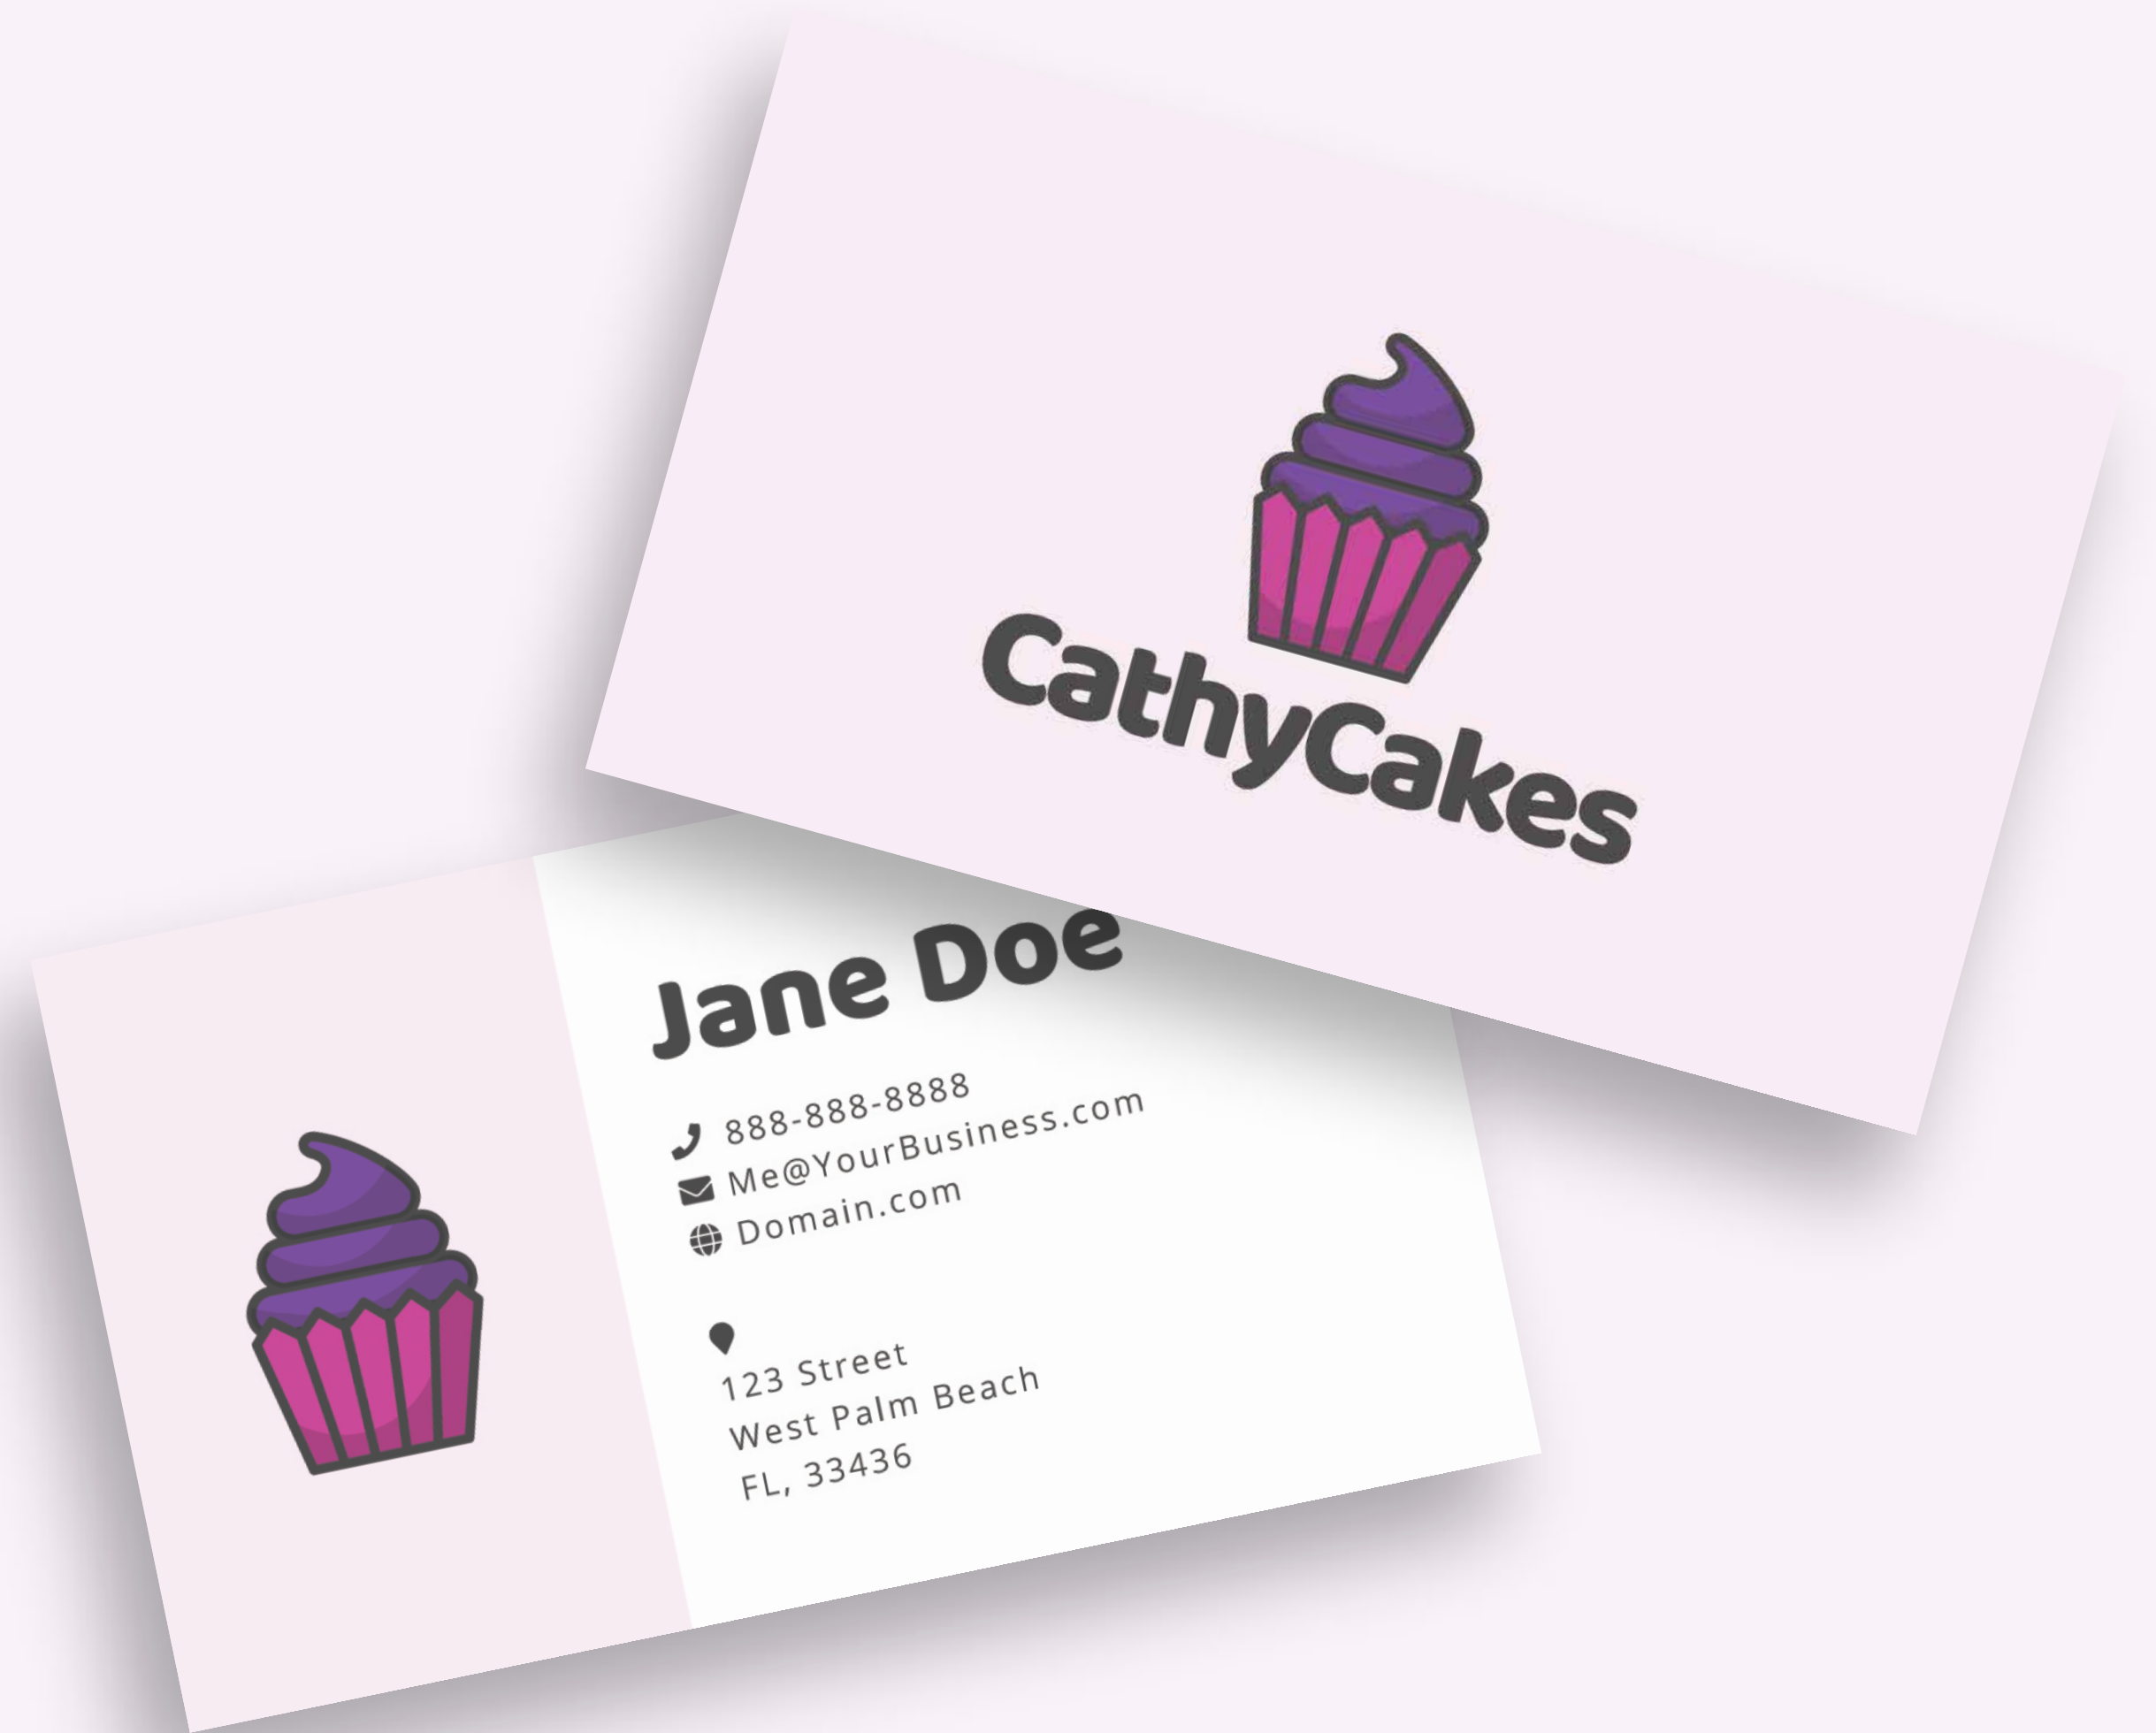 CathyCakes
Jane Doe
888-888-8888
Me@YourBusiness.com
Domain.com
123 Street
West Palm Beach
FL, 33436